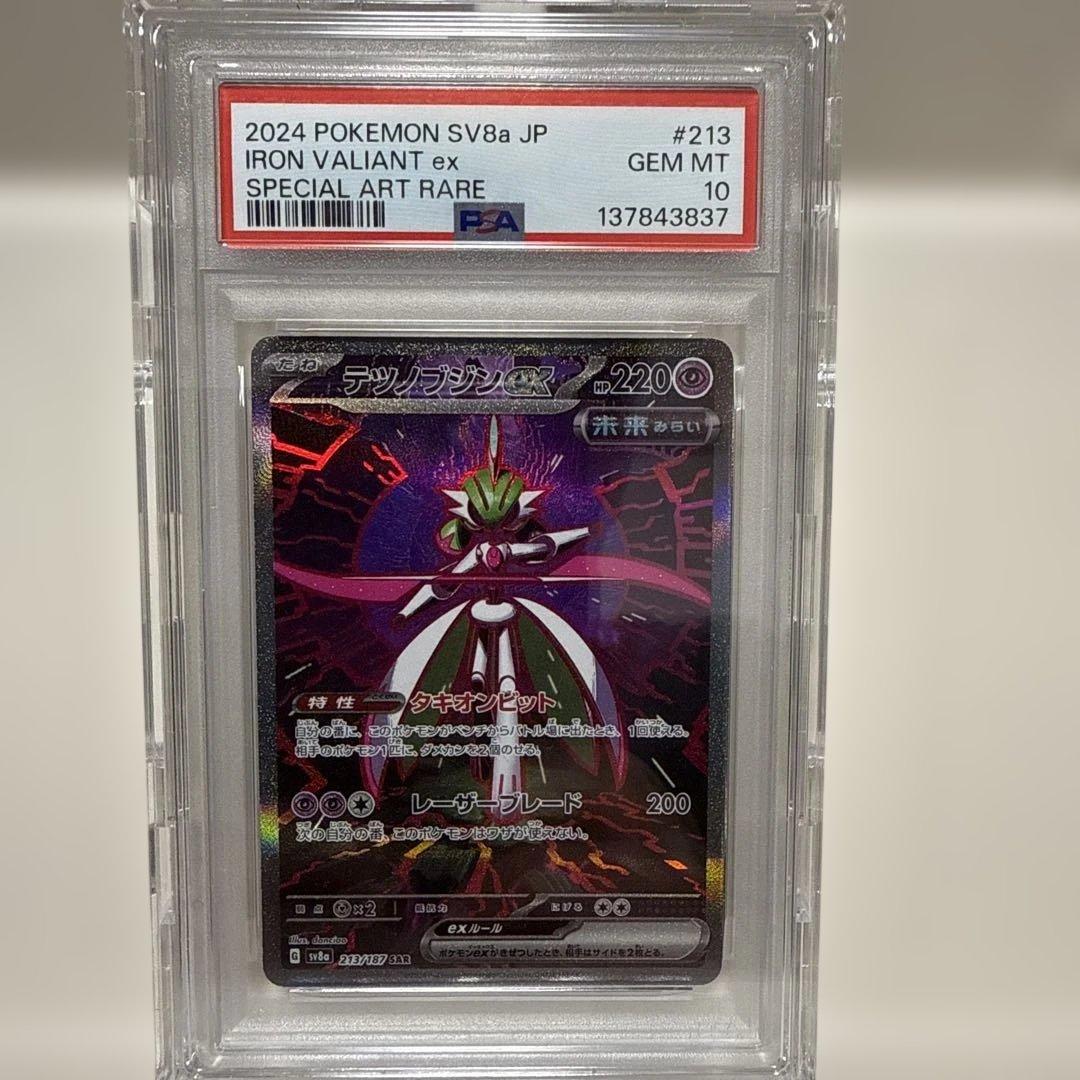 2024 POKEMON SV8a JP #213
IRON VALIANT ex GEM MT
SPECIAL ART RARE 10
PSA 137843837
たね テツノブジンex HP220
未来 みらい
特性 タキオンビット
自分の番に、このポケモンがベンチからバトル場に出たとき、1回使える。
相手のポケモン1匹に、ダメカンを2個のせる。
レーザーブレード 200
次の自分の番、このポケモンはワザが使えない。
弱点 ×2 抵抗力 にげる
exルール
ポケモンexがきぜつしたとき、相手はサイドを2枚とる。
Illus. danciao
G sv8a 213/187 SAR